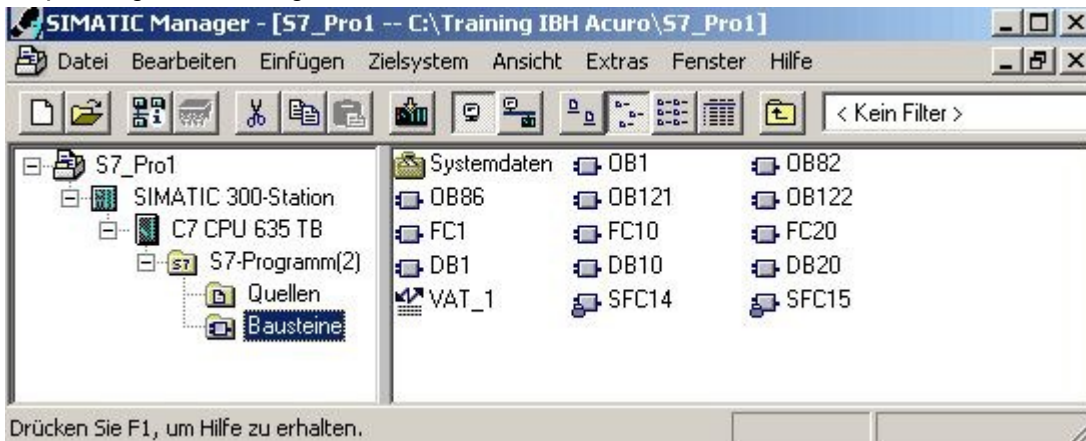 SIMATIC Manager - [S7_Pro1 -- C:\Training IBH Acuro\S7_Pro1]
Datei Bearbeiten Einfügen Zielsystem Ansicht Extras Fenster Hilfe
< Kein Filter >
S7_Pro1
SIMATIC 300-Station
C7 CPU 635 TB
S7-Programm(2)
Quellen
Bausteine
Systemdaten OB1 OB82
OB86 OB121 OB122
FC1 FC10 FC20
DB1 DB10 DB20
VAT_1 SFC14 SFC15
Drücken Sie F1, um Hilfe zu erhalten.